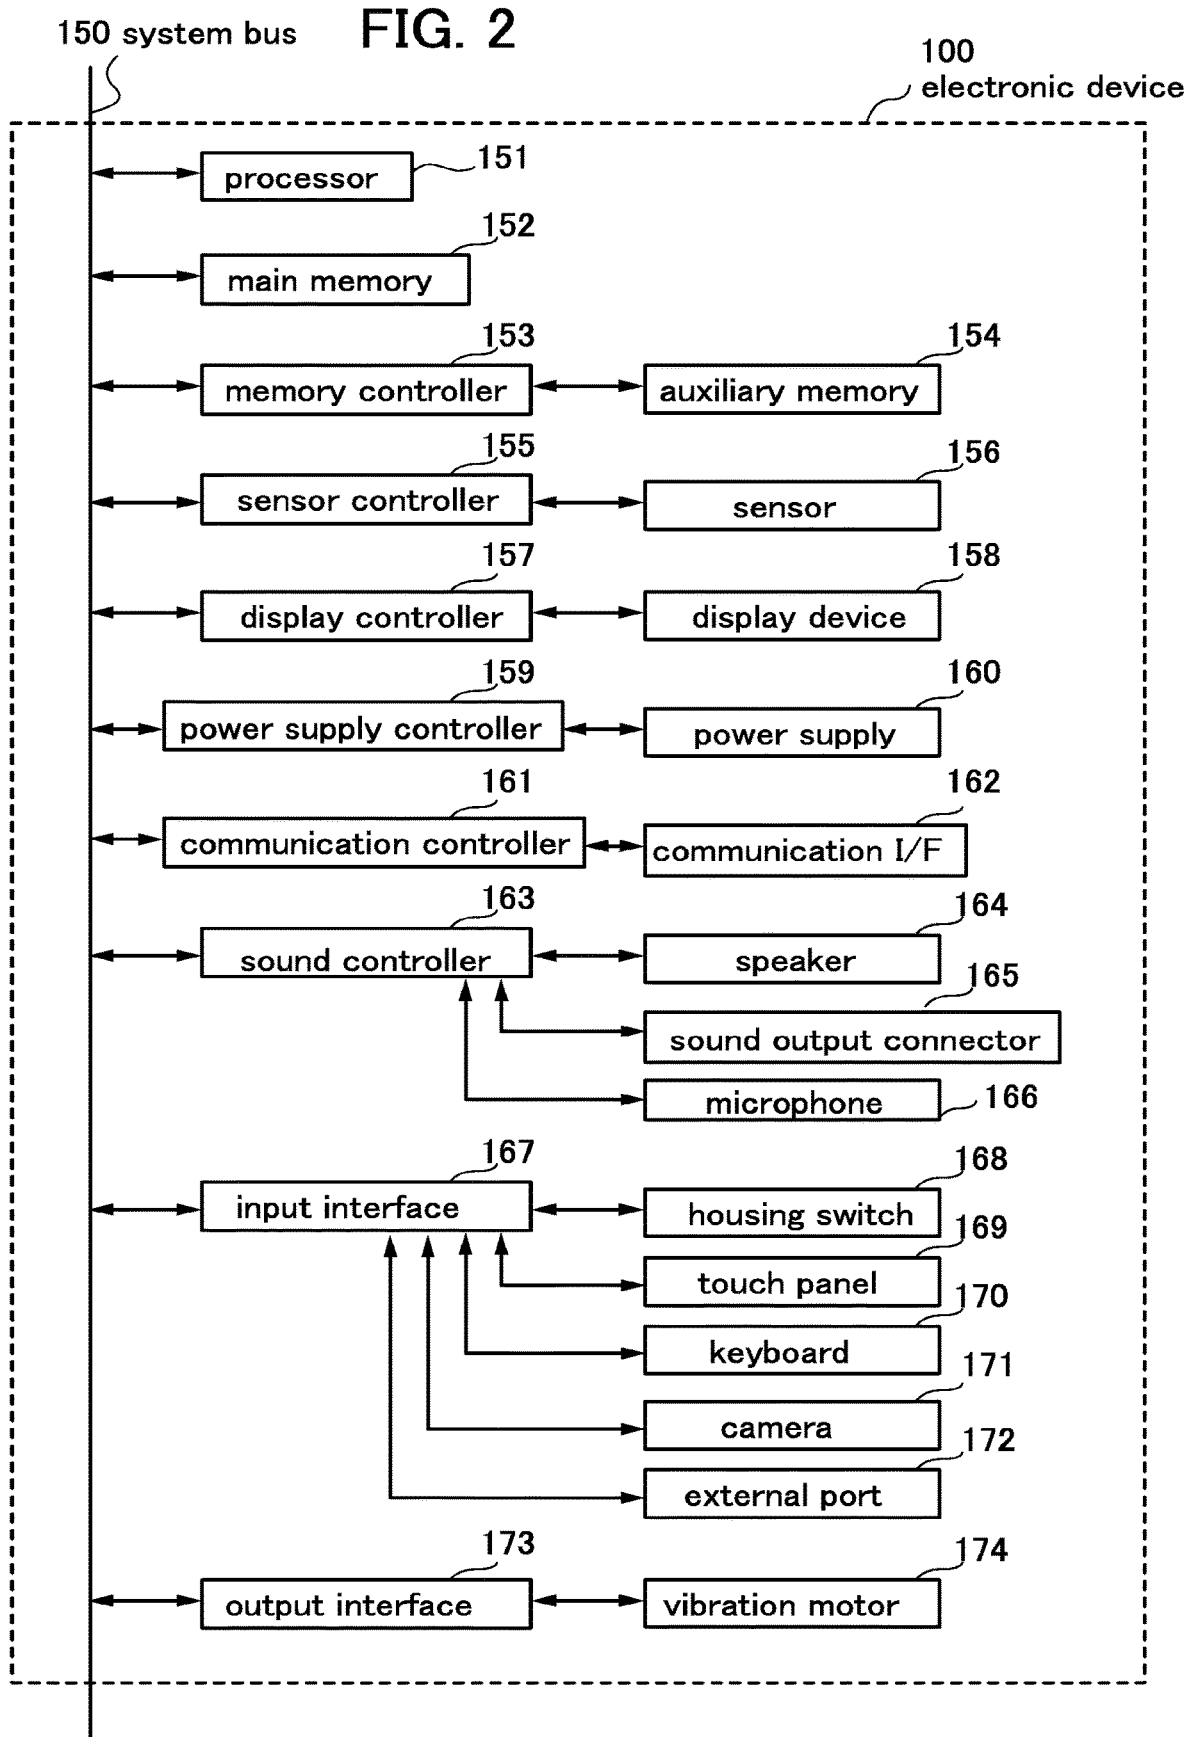 FIG. 2
150 system bus
100
electronic device
151
processor
152
main memory
153
memory controller
154
auxiliary memory
155
sensor controller
156
sensor
157
display controller
158
display device
159
power supply controller
160
power supply
161
communication controller
162
communication I/F
163
sound controller
164
speaker
165
sound output connector
microphone
166
167
input interface
168
housing switch
169
touch panel
170
keyboard
171
camera
172
external port
173
output interface
174
vibration motor